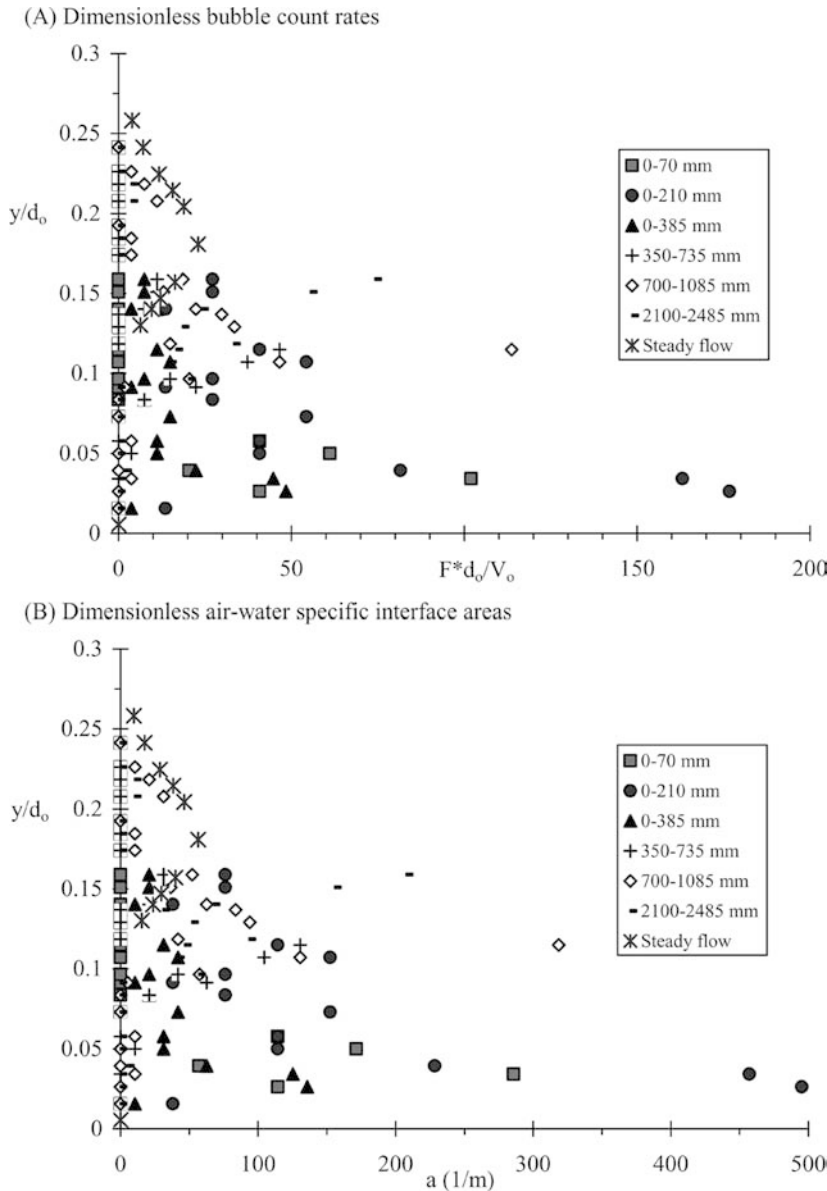 (A) Dimensionless bubble count rates
0.3
0.25
y/dₒ
0.2
0.15
0.1
0.05
0
0-70 mm
0-210 mm
0-385 mm
350-735 mm
700-1085 mm
2100-2485 mm
Steady flow
0
50
F*dₒ/Vₒ
150
200
(B) Dimensionless air-water specific interface areas
0.3
0.25
y/dₒ
0.2
0.15
0.1
0.05
0
0-70 mm
0-210 mm
0-385 mm
350-735 mm
700-1085 mm
2100-2485 mm
Steady flow
0
100
200
300
400
500
a (1/m)